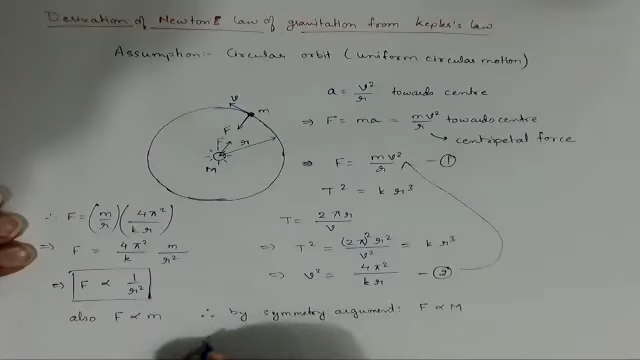 Derivation of Newton's law of gravitation from Kepler's law
Assumption:- Circular orbit (uniform circular motion)
a = v²/r towards centre
⇒ F = ma = mv²/r towards centre
→ centripetal force
v m
F
F r
M
⇒ F = mv²/r — ①
T² = k r³
∴ F = (m/r)(4π²/kr)
T = 2πr/v
⇒ F = 4π²/k m/r²
⇒ T² = (2π)² r²/v² = k r³
⇒ F ∝ 1/r²
⇒ v² = 4π²/kr — ②
also F ∝ m ∴ by symmetry argument: F ∝ M